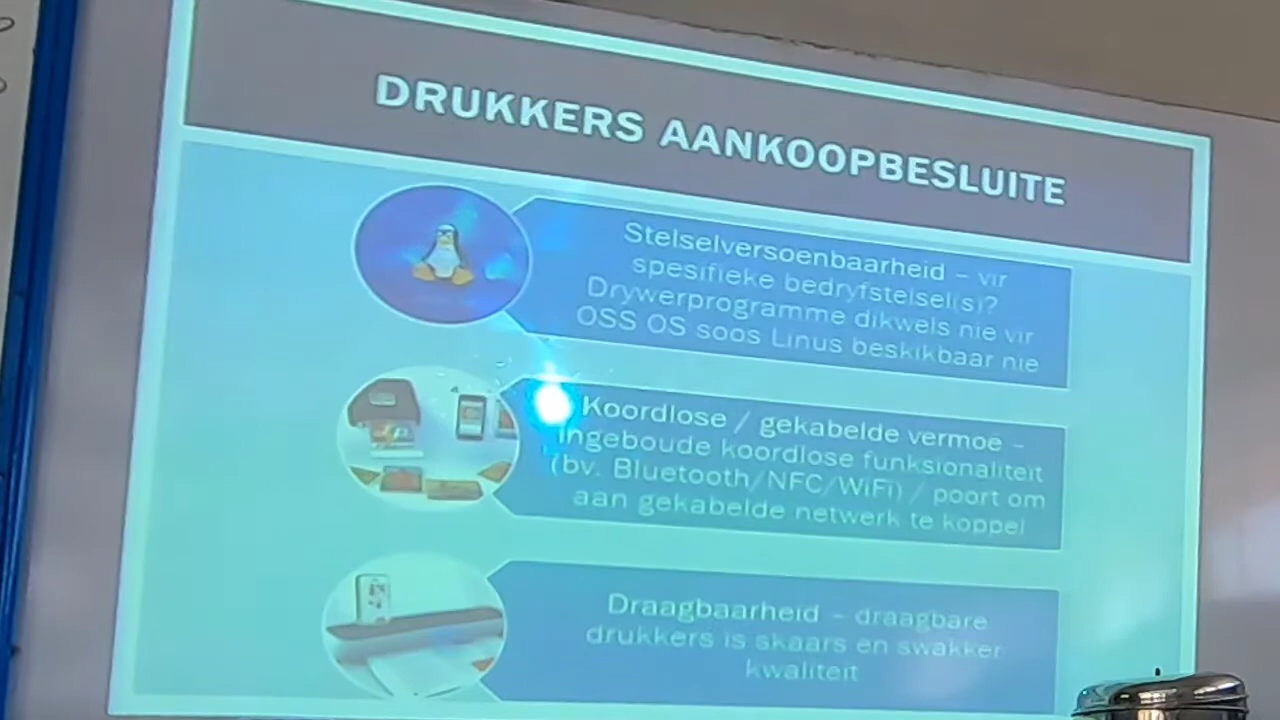 DRUKKERS AANKOOPBESLUITE
Stelselversoenbaarheid – vir
spesifieke bedryfstelsel(s)?
Drywerprogramme dikwels nie vir
OSS OS soos Linus beskikbaar nie
Koordlose / gekabelde vermoe –
ingeboude koordlose funksionaliteit
(bv. Bluetooth/NFC/WiFi) / poort om
aan gekabelde netwerk te koppel
Draagbaarheid – draagbare
drukkers is skaars en swakker
kwaliteit